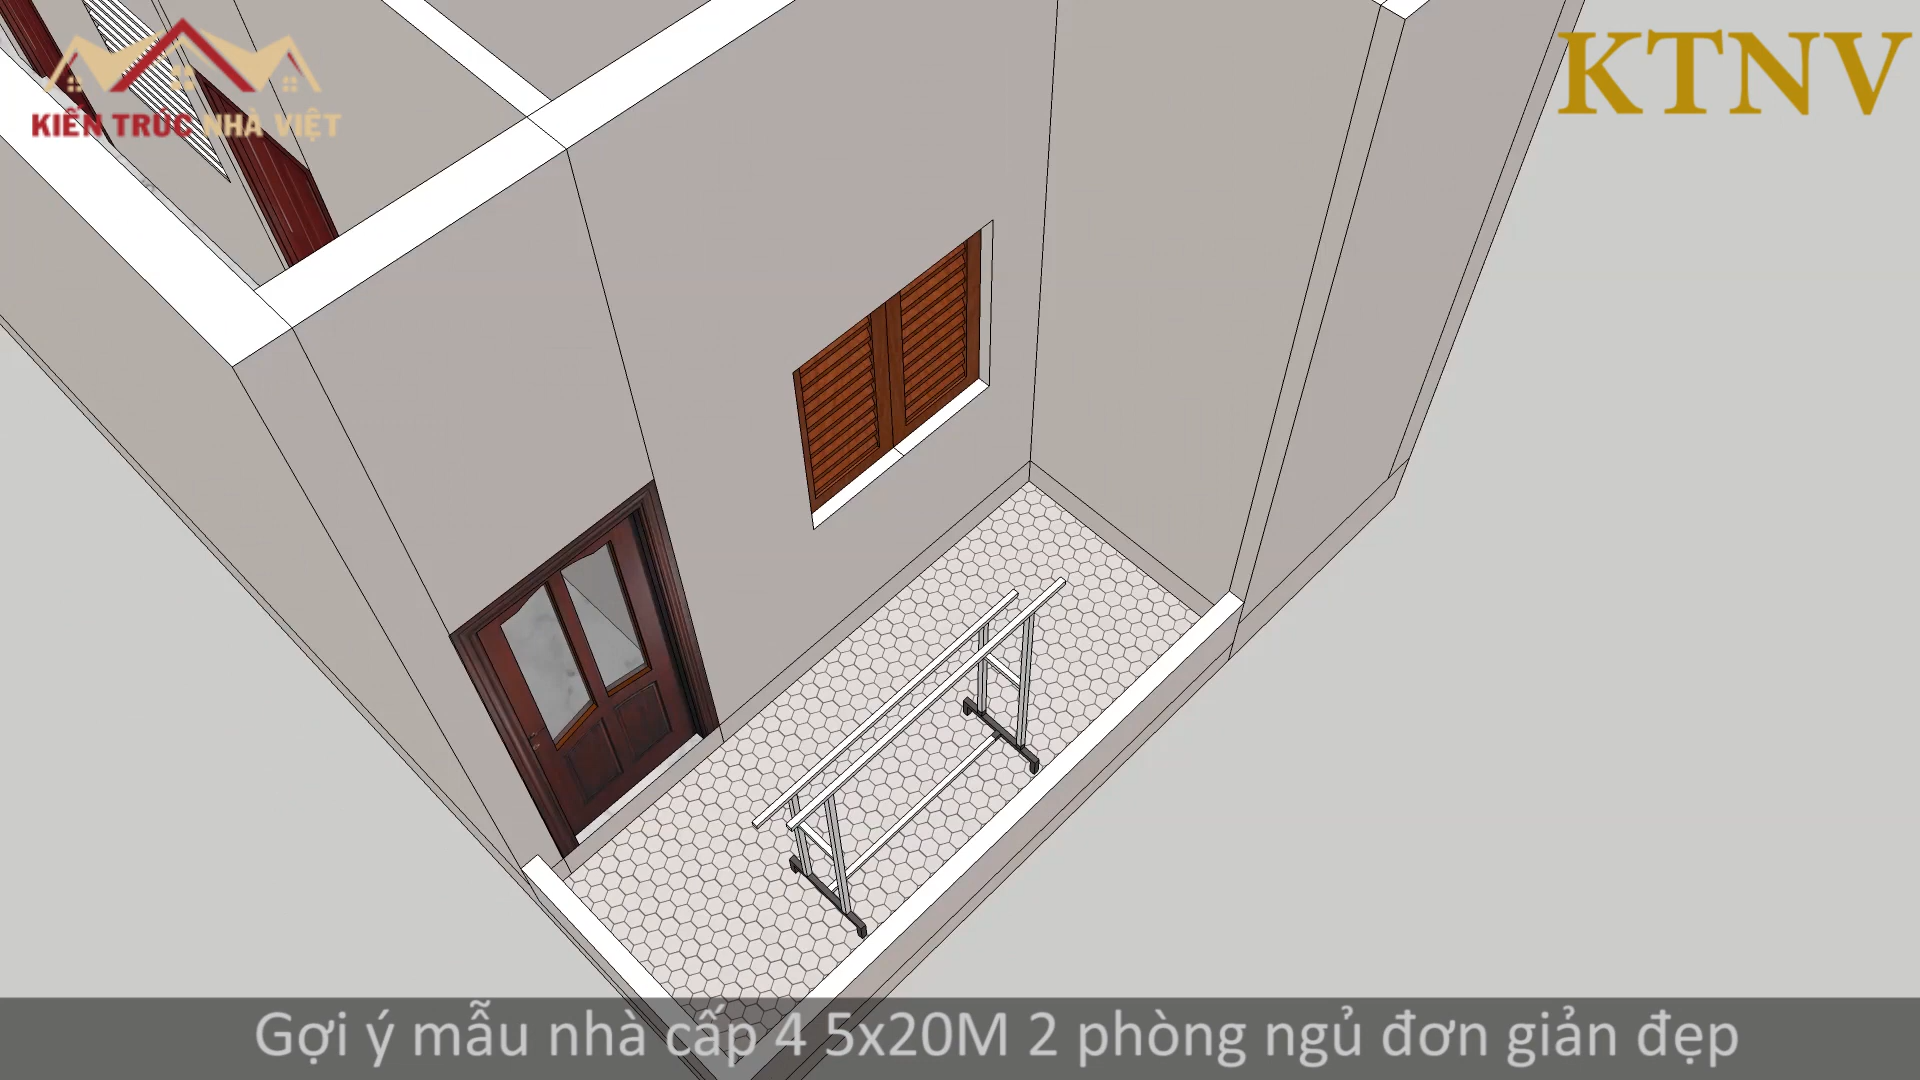 KIẾN TRÚC NHÀ VIỆT
KTNV
Gợi ý mẫu nhà cấp 4 5x20M 2 phòng ngủ đơn giản đẹp